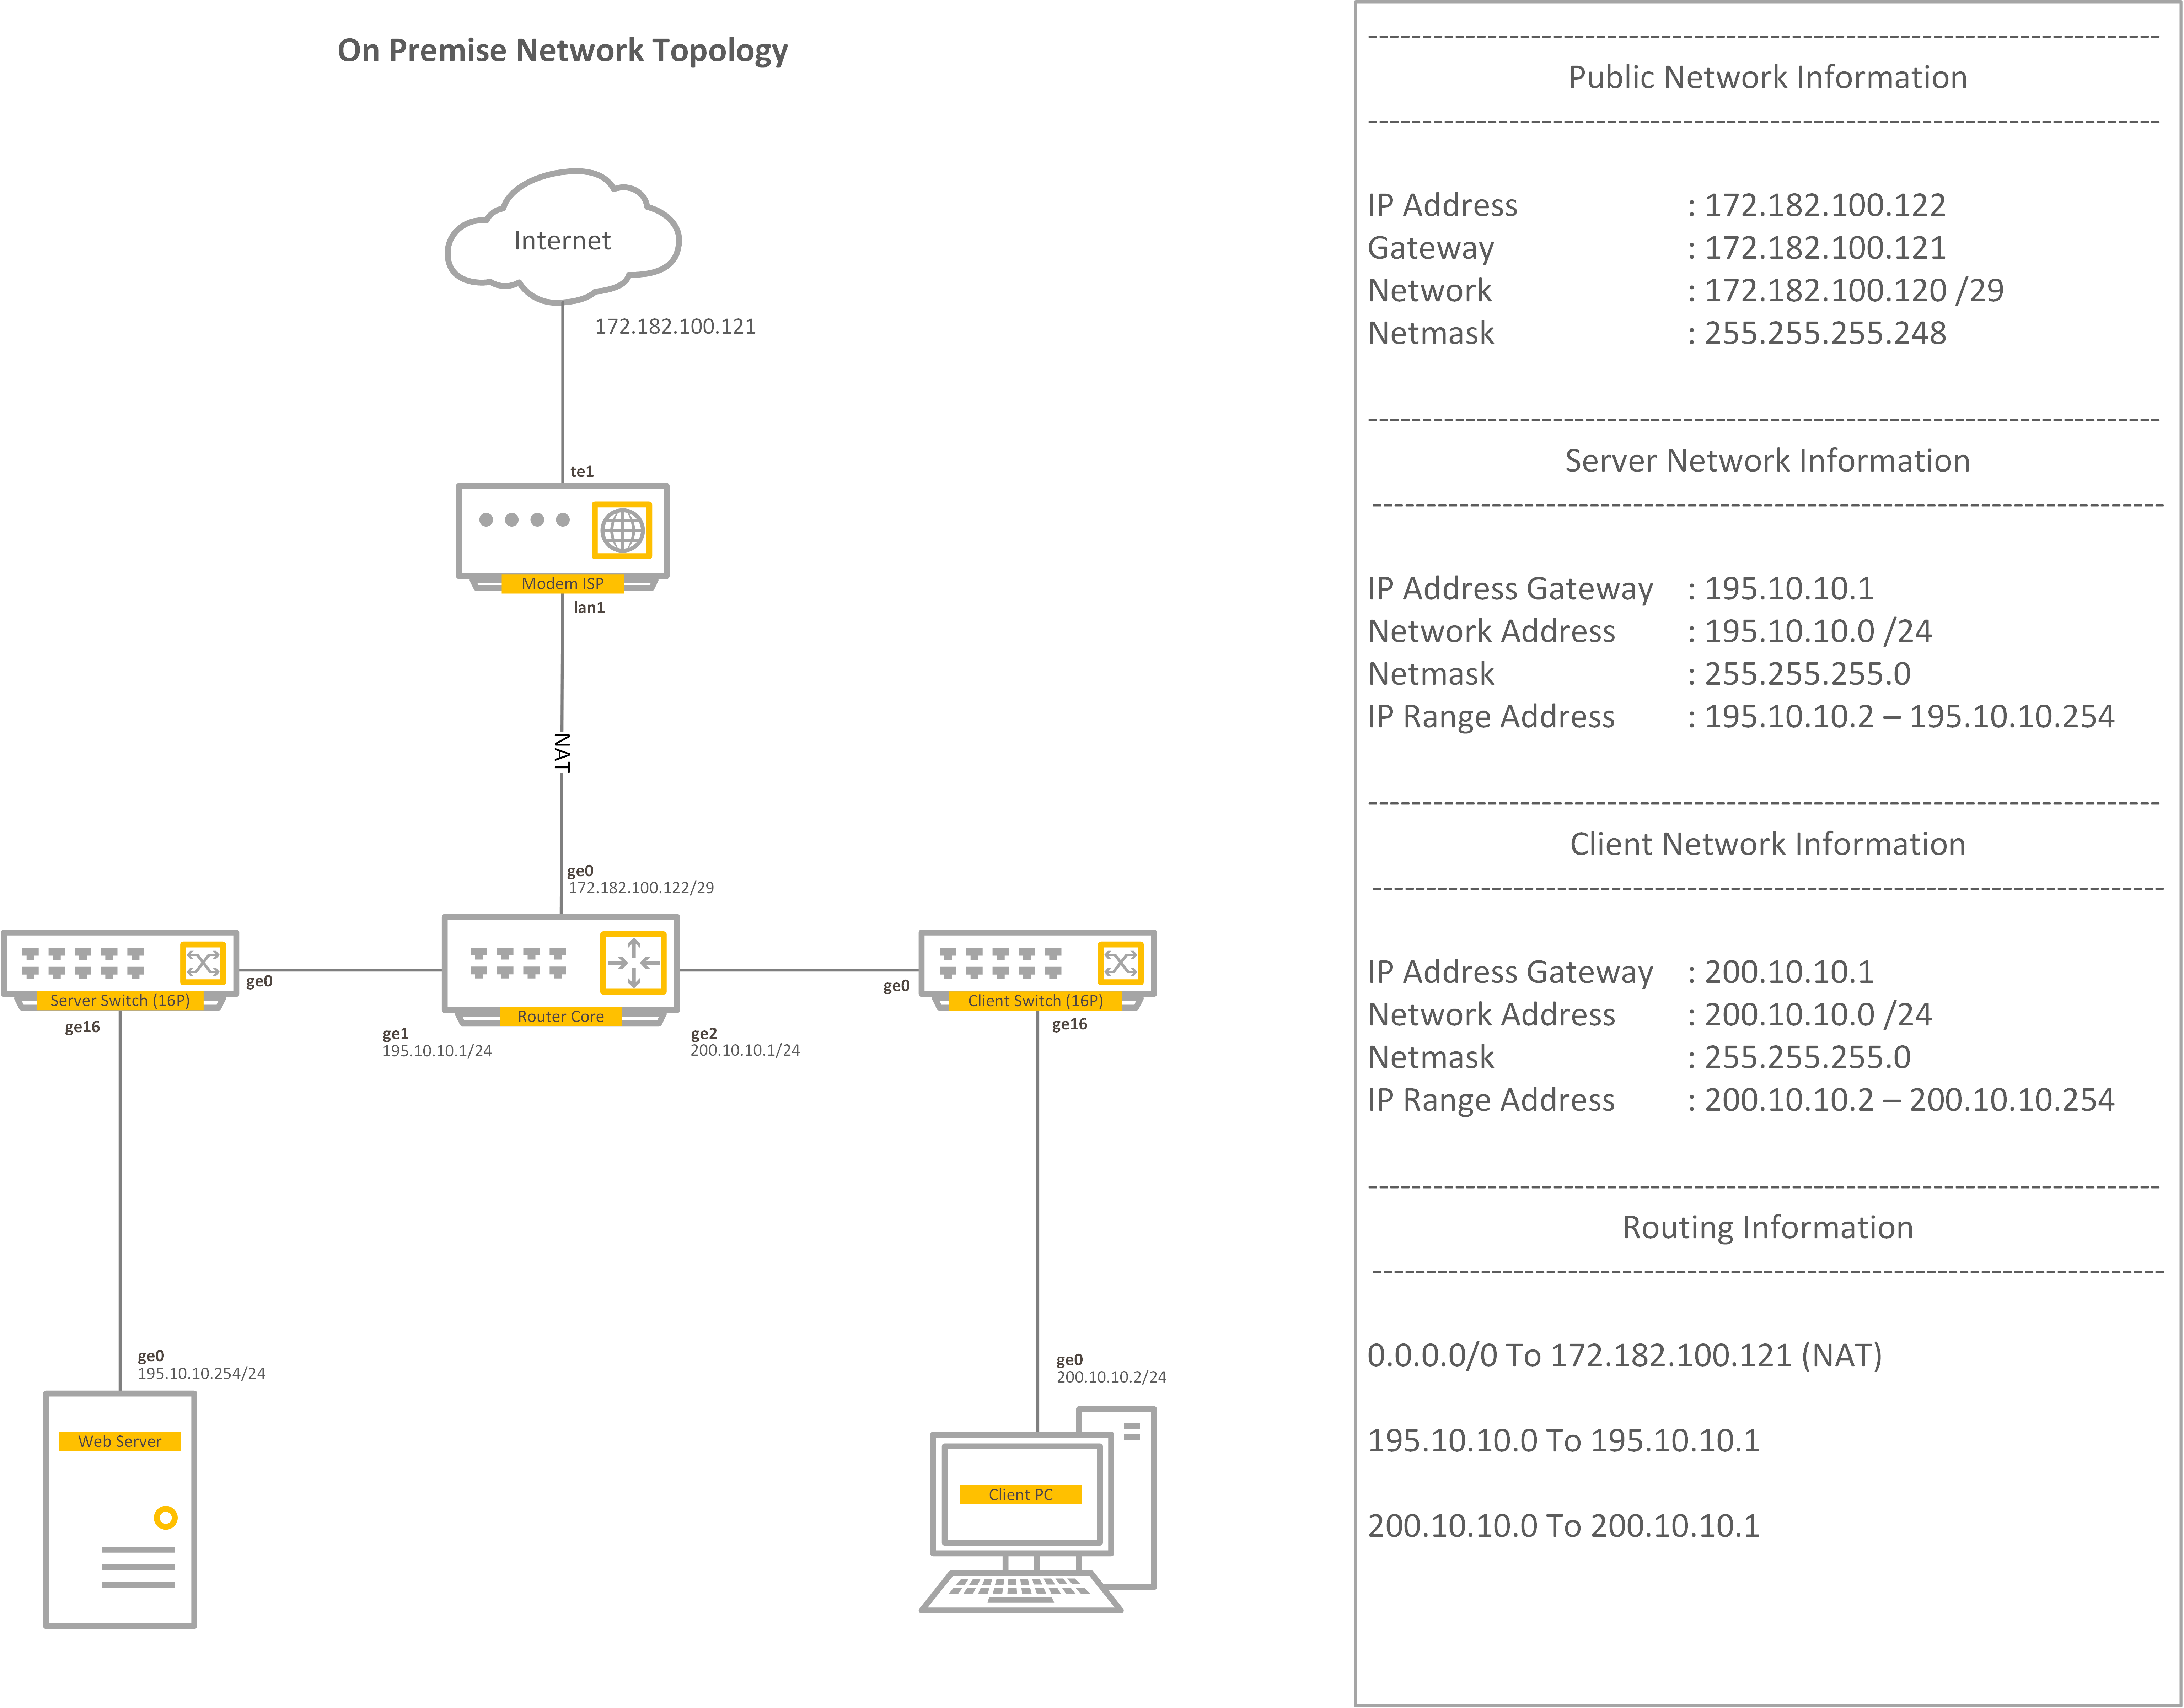 On Premise Network Topology
Internet
172.182.100.121
te1
Modem ISP
lan1
NAT
ge0
172.182.100.122/29
Server Switch (16P)
ge0
ge16
Router Core
ge1
195.10.10.1/24
ge2
200.10.10.1/24
ge0
Client Switch (16P)
ge16
ge0
195.10.10.254/24
Web Server
ge0
200.10.10.2/24
Client PC
--------------------------------------------------------------------------------
Public Network Information
--------------------------------------------------------------------------------
IP Address : 172.182.100.122
Gateway : 172.182.100.121
Network : 172.182.100.120 /29
Netmask : 255.255.255.248
--------------------------------------------------------------------------------
Server Network Information
--------------------------------------------------------------------------------
IP Address Gateway : 195.10.10.1
Network Address : 195.10.10.0 /24
Netmask : 255.255.255.0
IP Range Address : 195.10.10.2 – 195.10.10.254
--------------------------------------------------------------------------------
Client Network Information
--------------------------------------------------------------------------------
IP Address Gateway : 200.10.10.1
Network Address : 200.10.10.0 /24
Netmask : 255.255.255.0
IP Range Address : 200.10.10.2 – 200.10.10.254
--------------------------------------------------------------------------------
Routing Information
--------------------------------------------------------------------------------
0.0.0.0/0 To 172.182.100.121 (NAT)
195.10.10.0 To 195.10.10.1
200.10.10.0 To 200.10.10.1